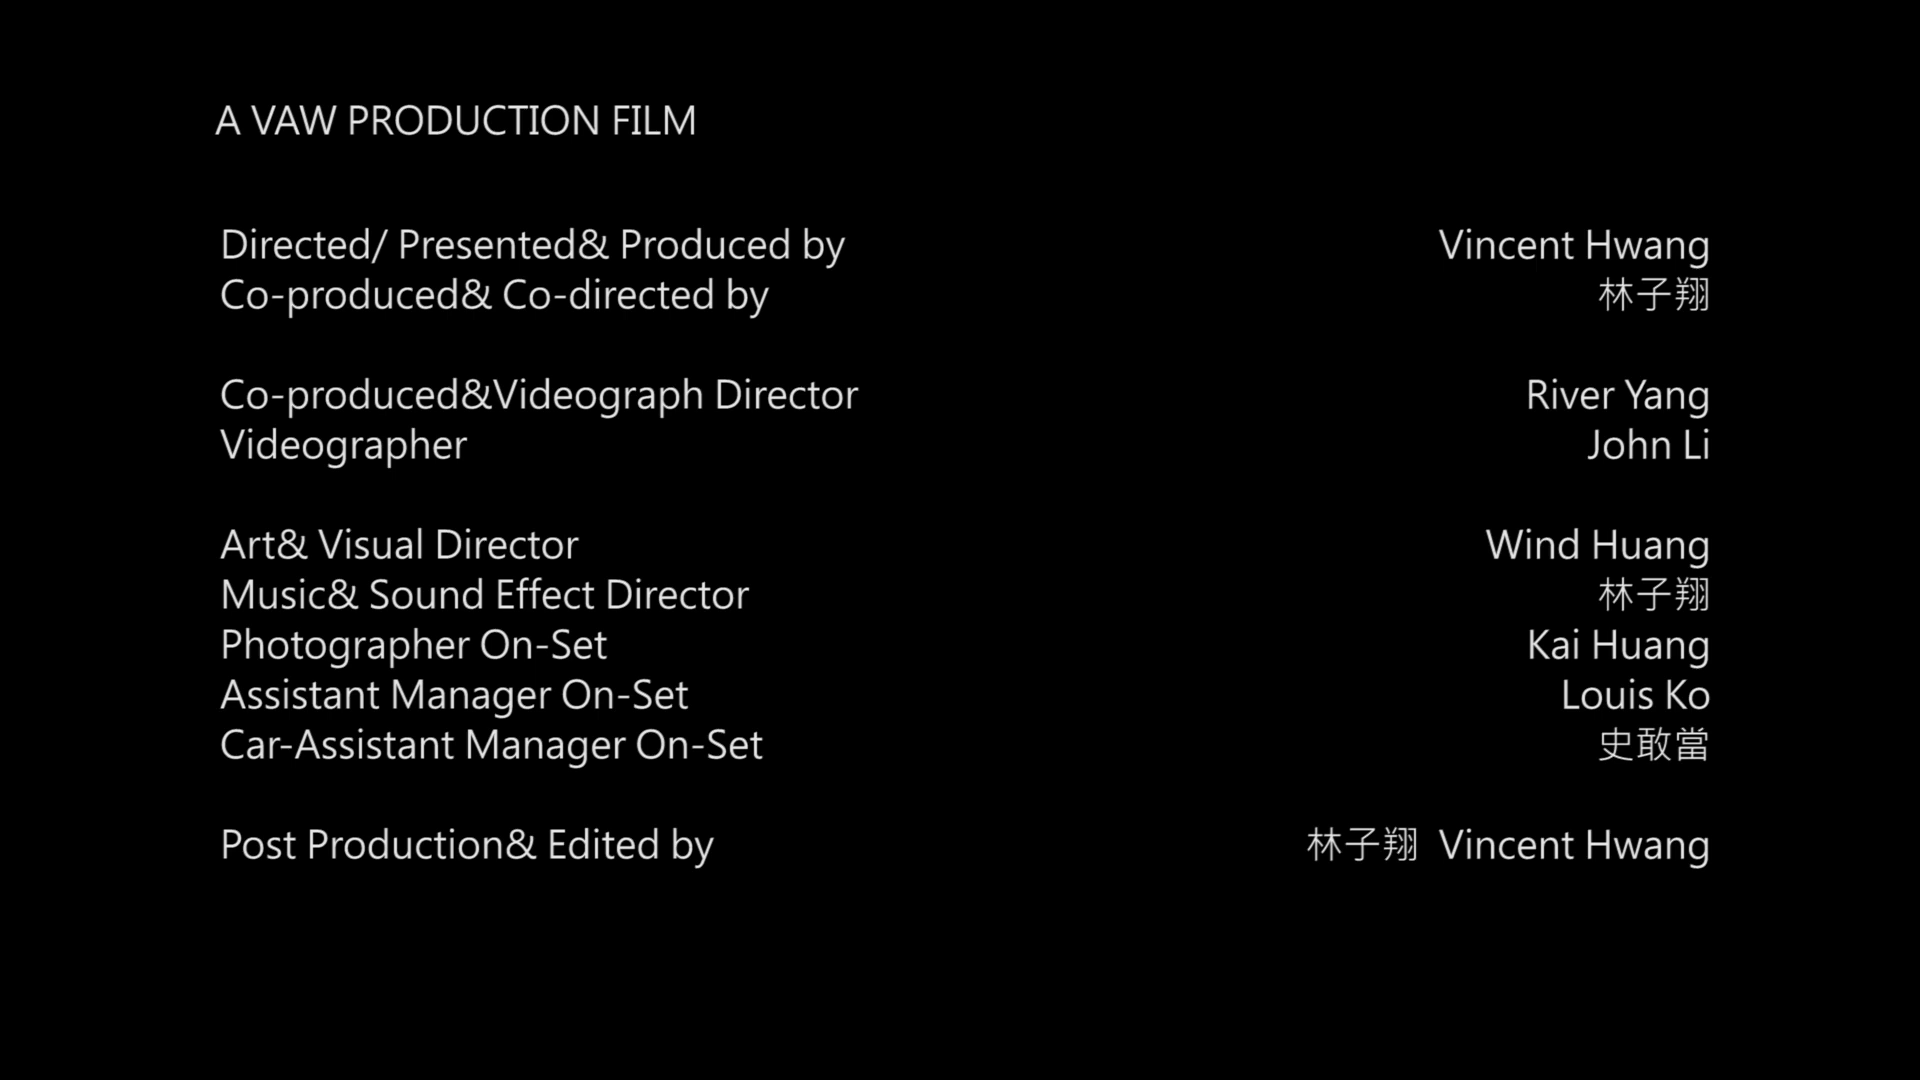 A VAW PRODUCTION FILM
Directed/ Presented& Produced by Vincent Hwang
Co-produced& Co-directed by 林子翔
Co-produced&Videograph Director River Yang
Videographer John Li
Art& Visual Director Wind Huang
Music& Sound Effect Director 林子翔
Photographer On-Set Kai Huang
Assistant Manager On-Set Louis Ko
Car-Assistant Manager On-Set 史敢當
Post Production& Edited by 林子翔 Vincent Hwang